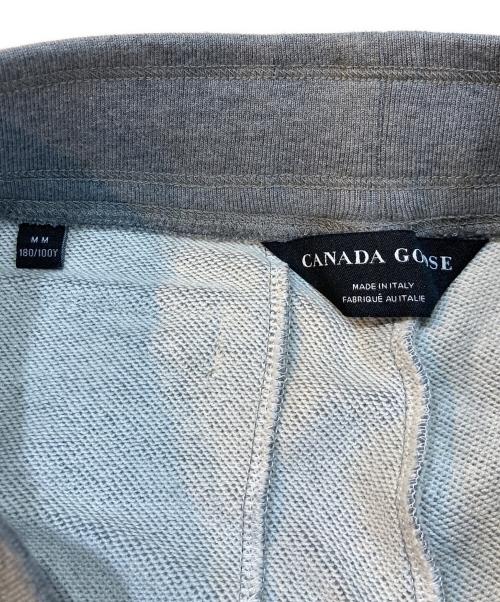 M M
180/100Y
CANADA GOOSE
MADE IN ITALY
FABRIQUÉ AU ITALIE